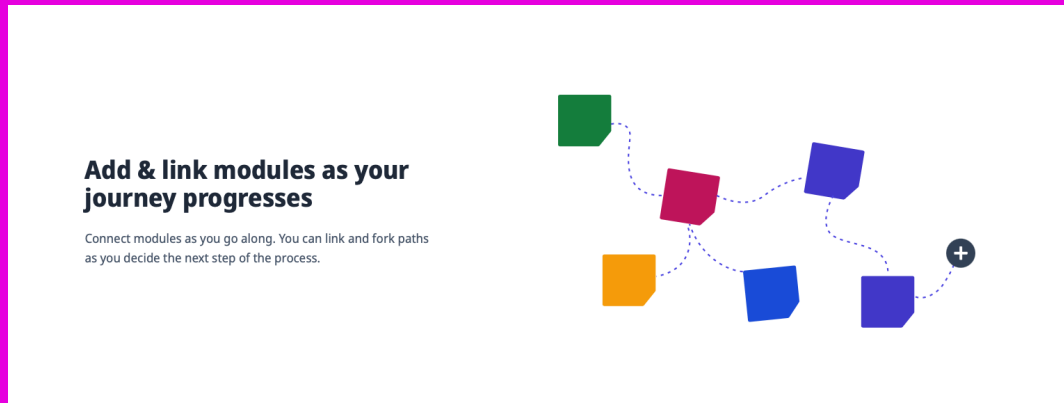 Add & link modules as your
journey progresses
Connect modules as you go along. You can link and fork paths
as you decide the next step of the process.